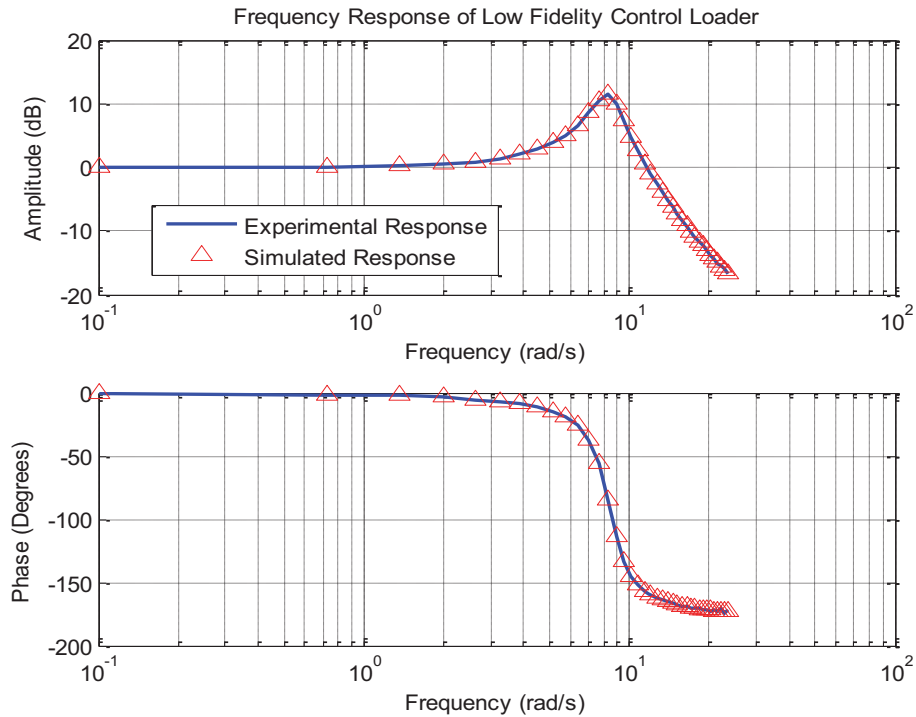 Frequency Response of Low Fidelity Control Loader
20
10
0
-10
-20
Amplitude (dB)
Experimental Response
Simulated Response
10^-1
10^0
10^1
10^2
Frequency (rad/s)
0
-50
-100
-150
-200
Phase (Degrees)
10^-1
10^0
10^1
10^2
Frequency (rad/s)